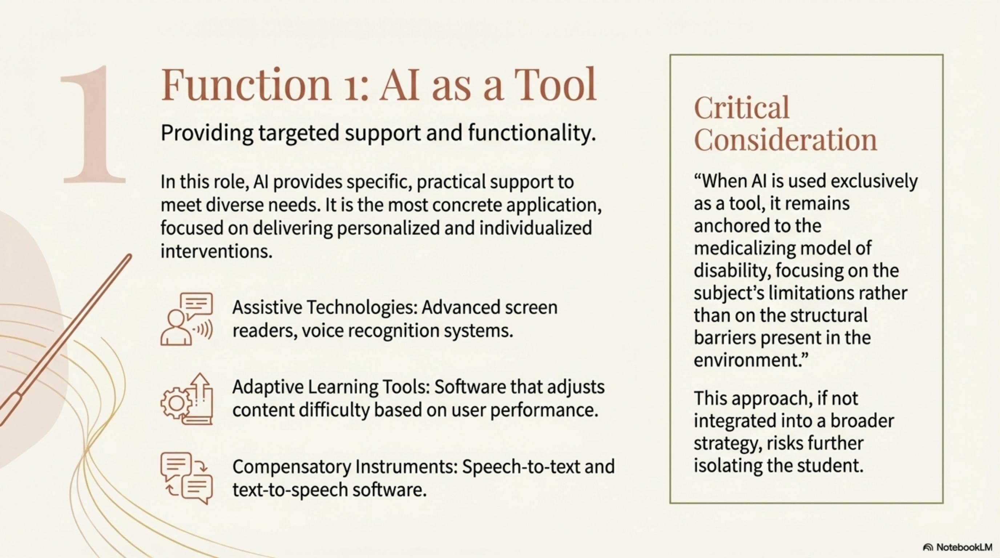 1
Function 1: AI as a Tool
Providing targeted support and functionality.
In this role, AI provides specific, practical support to
meet diverse needs. It is the most concrete application,
focused on delivering personalized and individualized
interventions.
Assistive Technologies: Advanced screen
readers, voice recognition systems.
Adaptive Learning Tools: Software that adjusts
content difficulty based on user performance.
Compensatory Instruments: Speech-to-text and
text-to-speech software.
Critical
Consideration
“When AI is used exclusively
as a tool, it remains
anchored to the
medicalizing model of
disability, focusing on the
subject’s limitations rather
than on the structural
barriers present in the
environment.”
This approach, if not
integrated into a broader
strategy, risks further
isolating the student.
NotebookLM